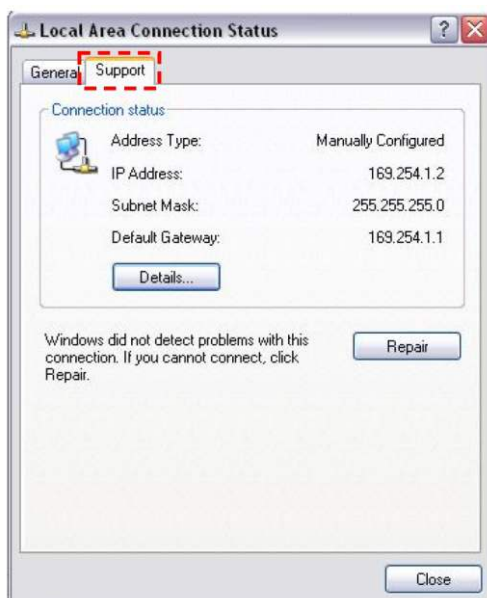 Local Area Connection Status
General
Support
Connection status
Address Type: Manually Configured
IP Address: 169.254.1.2
Subnet Mask: 255.255.255.0
Default Gateway: 169.254.1.1
Details...
Windows did not detect problems with this
connection. If you cannot connect, click
Repair.
Repair
Close